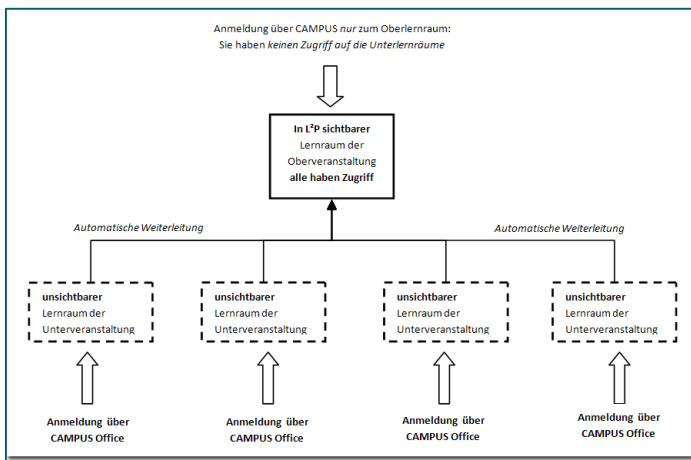 Anmeldung über CAMPUS nur zum Oberlernraum:
Sie haben keinen Zugriff auf die Unterlernräume
In L²P sichtbarer
Lernraum der
Oberveranstaltung
alle haben Zugriff
Automatische Weiterleitung
Automatische Weiterleitung
unsichtbarer
Lernraum der
Unterveranstaltung
unsichtbarer
Lernraum der
Unterveranstaltung
unsichtbarer
Lernraum der
Unterveranstaltung
unsichtbarer
Lernraum der
Unterveranstaltung
Anmeldung über
CAMPUS Office
Anmeldung über
CAMPUS Office
Anmeldung über
CAMPUS Office
Anmeldung über
CAMPUS Office